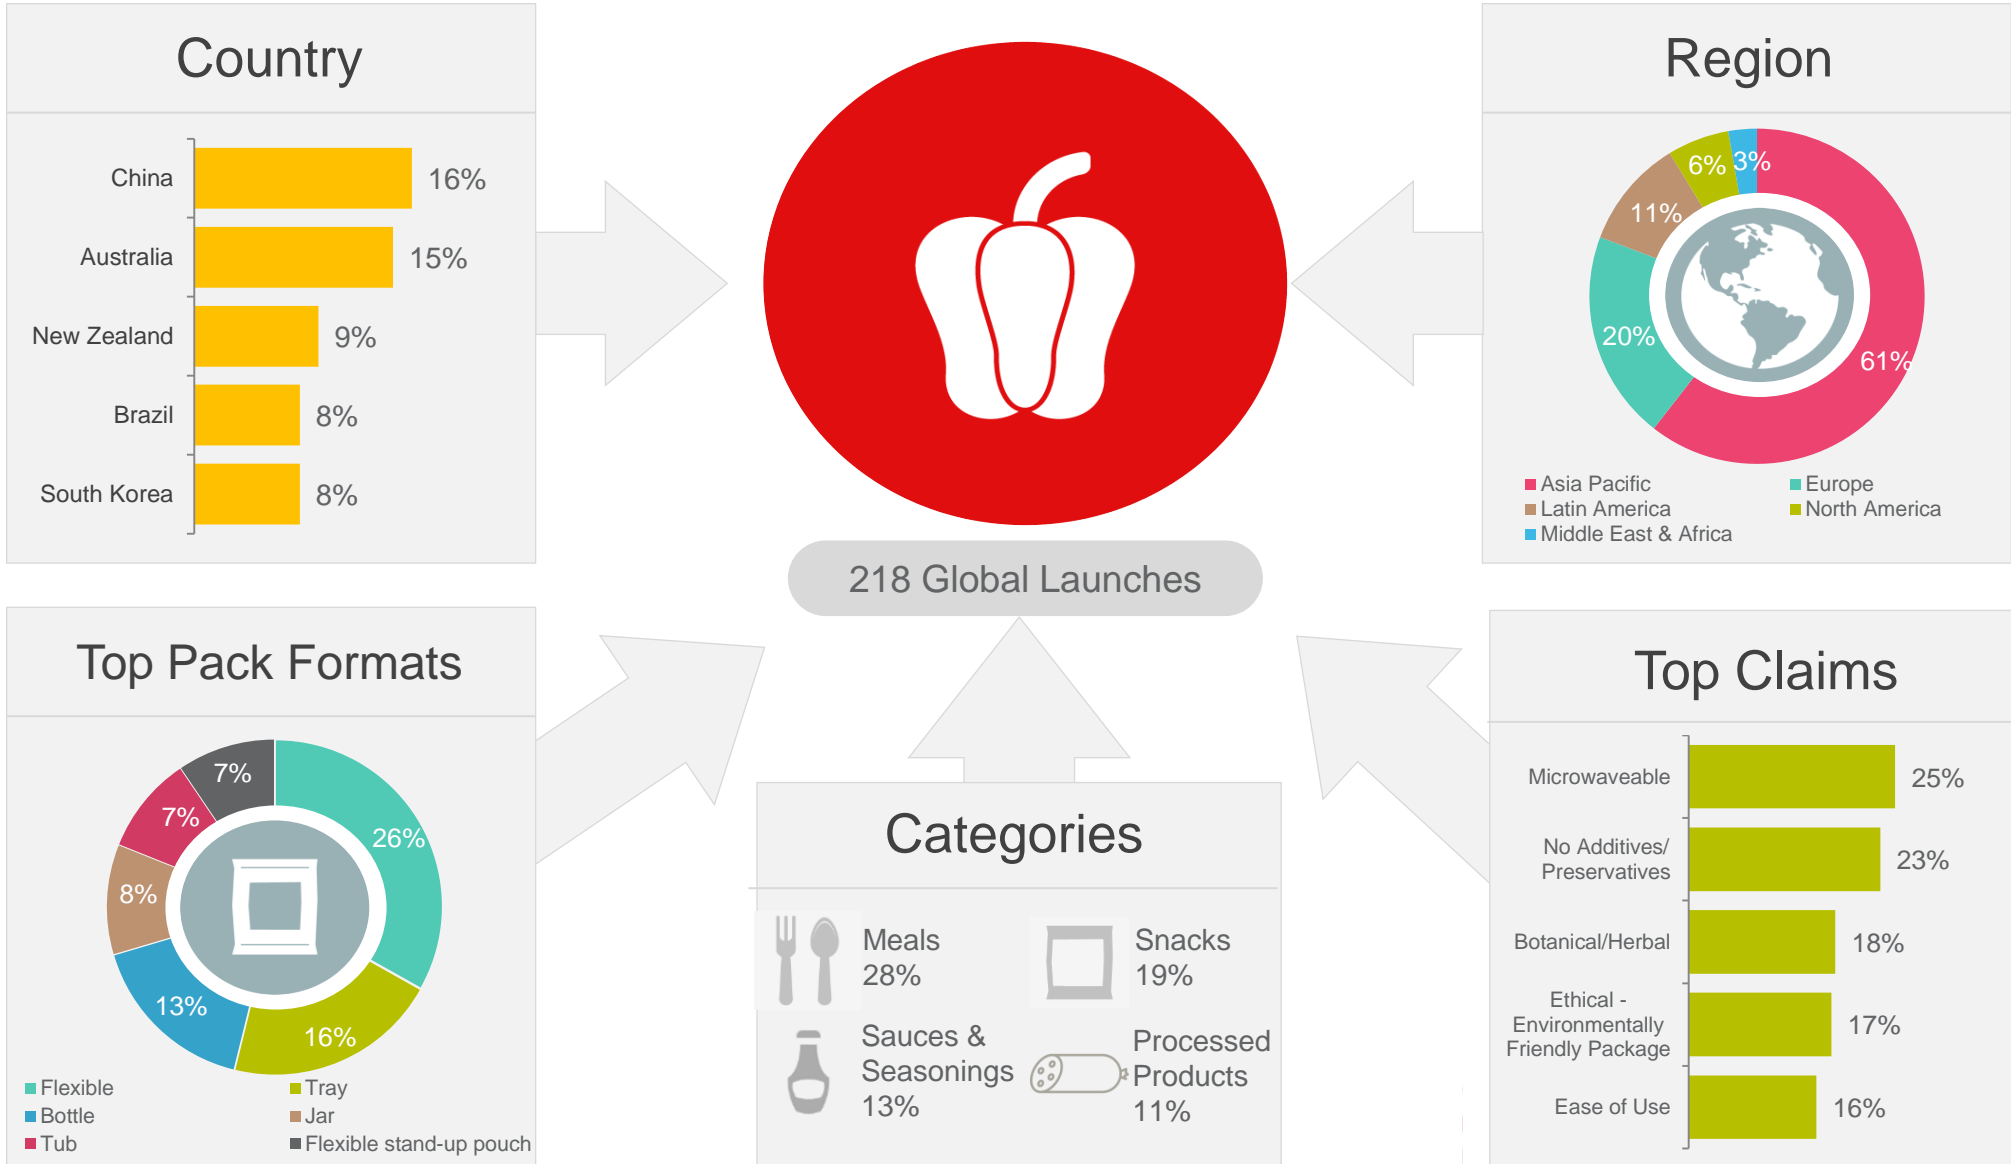 Country
China
16%
Australia
15%
New Zealand
9%
Brazil
8%
South Korea
8%
218 Global Launches
Region
6%
3%
11%
20%
61%
Asia Pacific
Europe
Latin America
North America
Middle East & Africa
Top Pack Formats
7%
7%
26%
8%
13%
16%
Flexible
Tray
Bottle
Jar
Tub
Flexible stand-up pouch
Categories
Meals
28%
Snacks
19%
Sauces &
Seasonings
13%
Processed
Products
11%
Top Claims
Microwaveable
25%
No Additives/
Preservatives
23%
Botanical/Herbal
18%
Ethical -
Environmentally
Friendly Package
17%
Ease of Use
16%